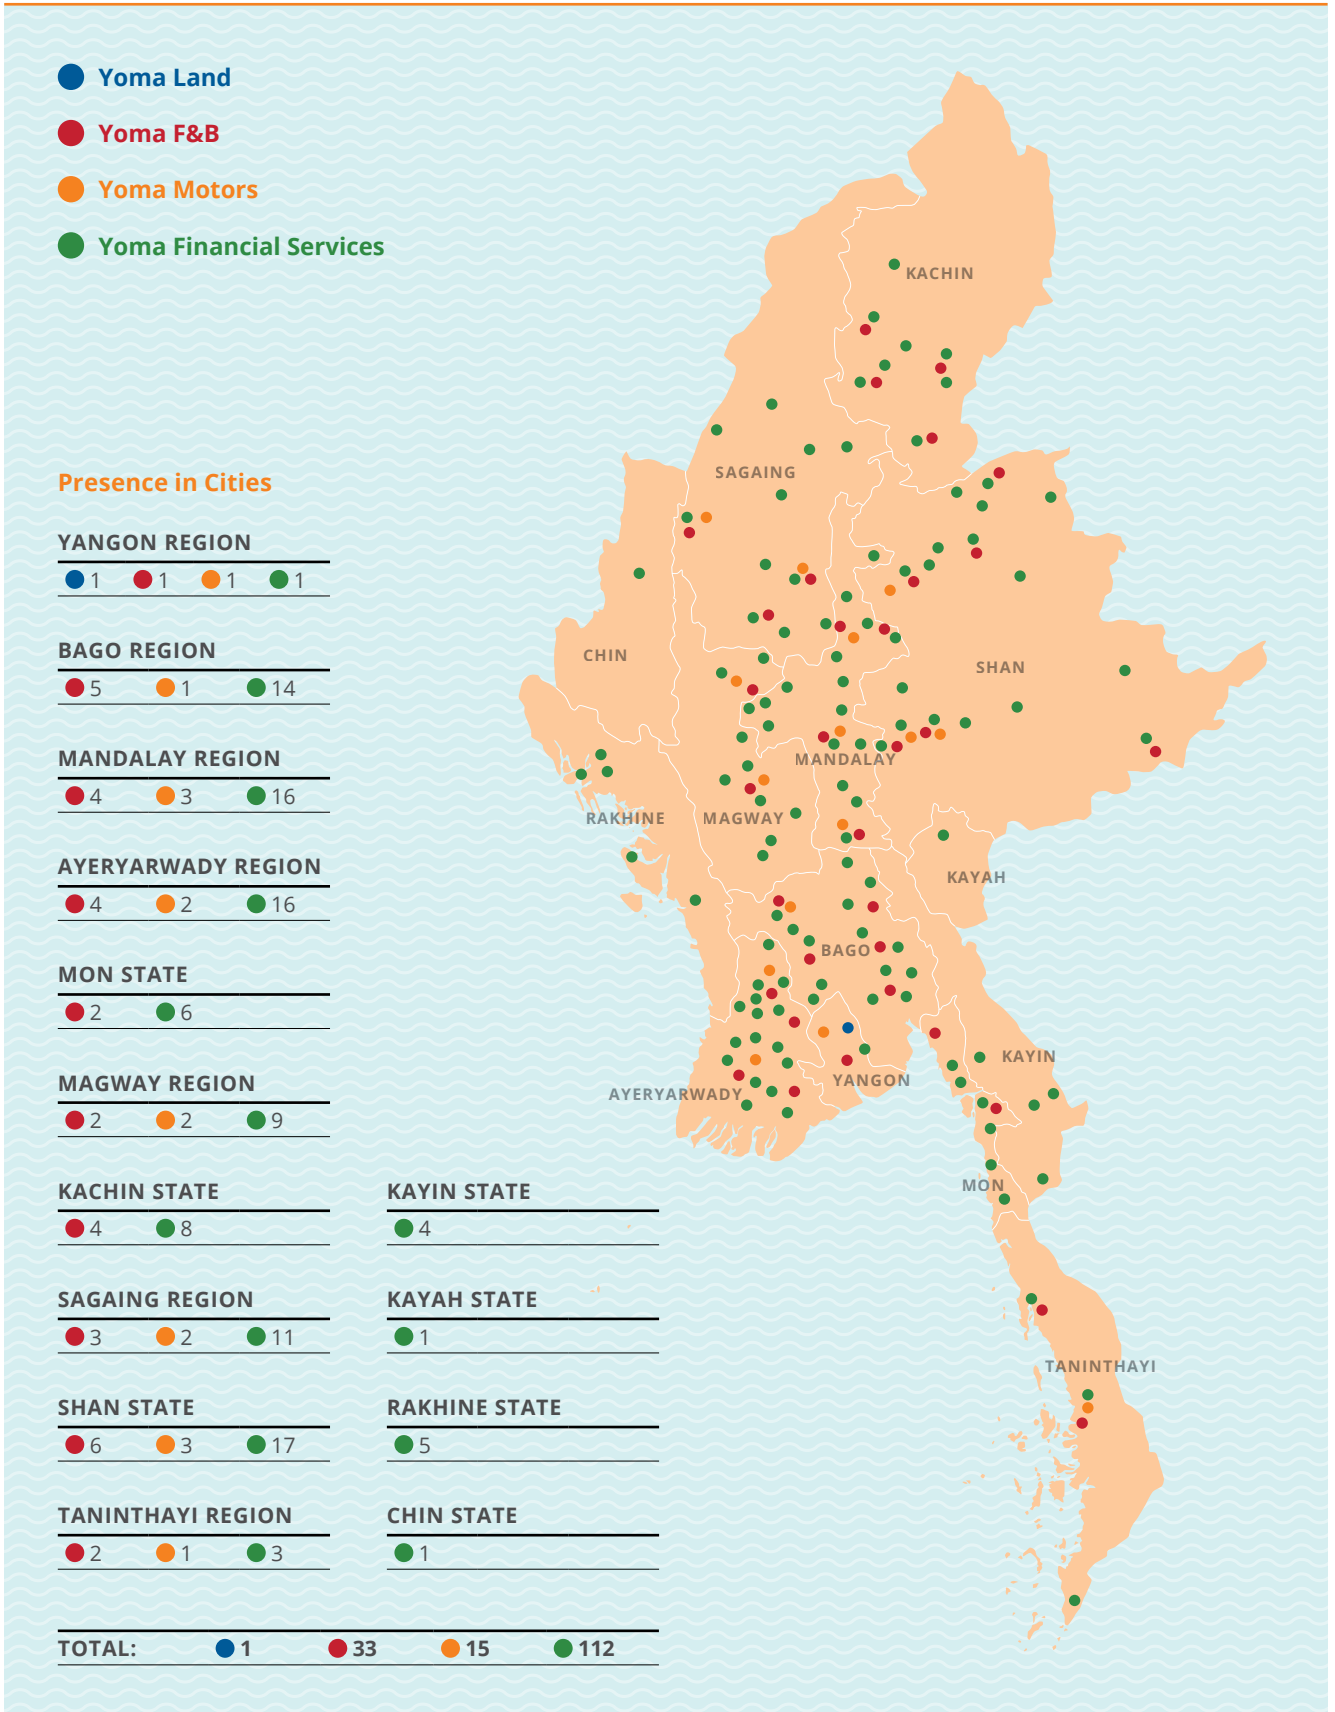 Yoma Land
Yoma F&B
Yoma Motors
Yoma Financial Services
Presence in Cities
YANGON REGION
1 1 1 1
BAGO REGION
5 1 14
MANDALAY REGION
4 3 16
AYERYARWADY REGION
4 2 16
MON STATE
2 6
MAGWAY REGION
2 2 9
KACHIN STATE
4 8
SAGAING REGION
3 2 11
SHAN STATE
6 3 17
TANINTHAYI REGION
2 1 3
KAYIN STATE
4
KAYAH STATE
1
RAKHINE STATE
5
CHIN STATE
1
TOTAL: 1 33 15 112
KACHIN
SAGAING
CHIN
SHAN
MANDALAY
RAKHINE
MAGWAY
KAYAH
BAGO
KAYIN
YANGON
AYERYARWADY
MON
TANINTHAYI